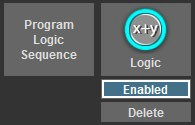 Program
Logic
Sequence
x+y
Logic
Enabled
Delete